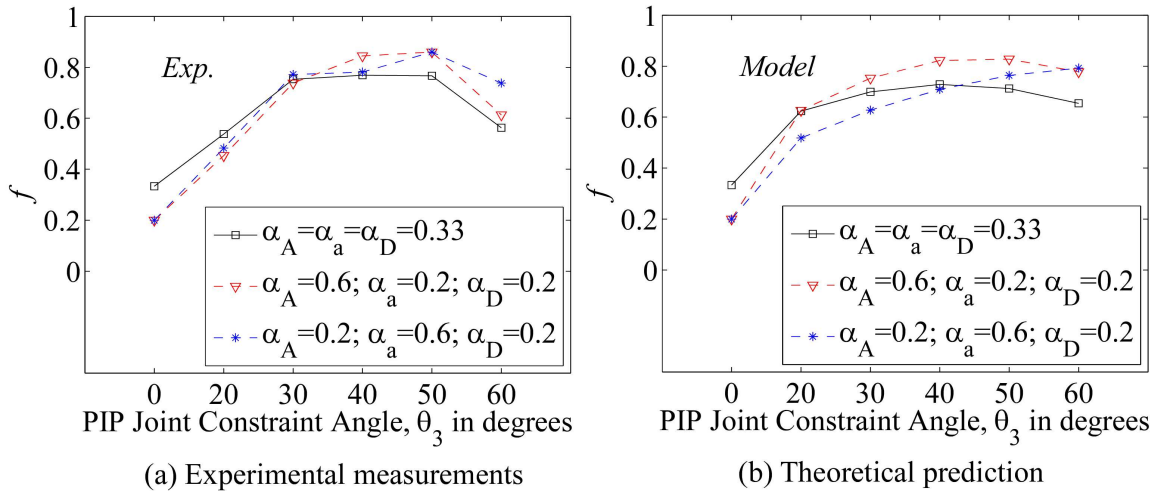 1
0.8
0.6
0.4
0.2
0
f
Exp.
α_A=α_a=α_D=0.33
α_A=0.6; α_a=0.2; α_D=0.2
α_A=0.2; α_a=0.6; α_D=0.2
0 20 30 40 50 60
PIP Joint Constraint Angle, θ_3 in degrees
(a) Experimental measurements
1
0.8
0.6
0.4
0.2
0
f
Model
α_A=α_a=α_D=0.33
α_A=0.6; α_a=0.2; α_D=0.2
α_A=0.2; α_a=0.6; α_D=0.2
0 20 30 40 50 60
PIP Joint Constraint Angle, θ_3 in degrees
(b) Theoretical prediction